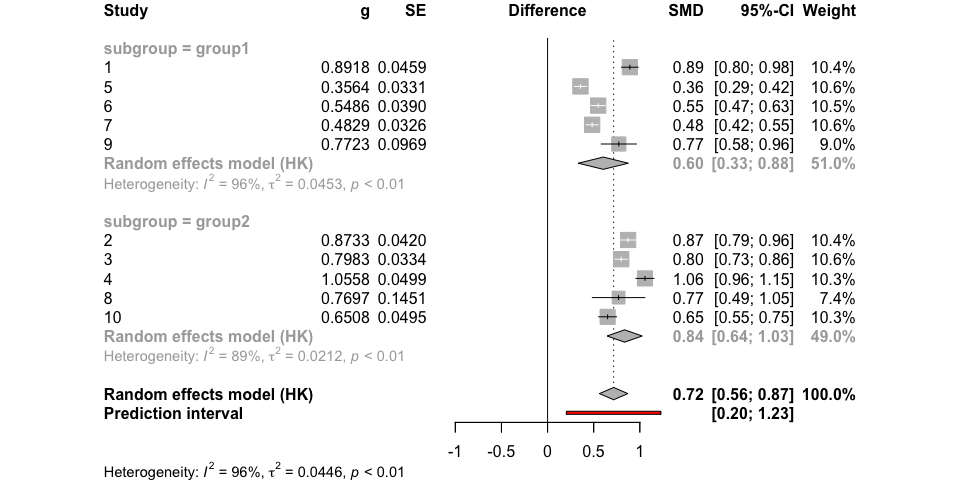 Study g SE Difference SMD 95%-CI Weight
subgroup = group1
1 0.8918 0.0459 0.89 [0.80; 0.98] 10.4%
5 0.3564 0.0331 0.36 [0.29; 0.42] 10.6%
6 0.5486 0.0390 0.55 [0.47; 0.63] 10.5%
7 0.4829 0.0326 0.48 [0.42; 0.55] 10.6%
9 0.7723 0.0969 0.77 [0.58; 0.96] 9.0%
Random effects model (HK) 0.60 [0.33; 0.88] 51.0%
Heterogeneity: I² = 96%, τ² = 0.0453, p < 0.01
subgroup = group2
2 0.8733 0.0420 0.87 [0.79; 0.96] 10.4%
3 0.7983 0.0334 0.80 [0.73; 0.86] 10.6%
4 1.0558 0.0499 1.06 [0.96; 1.15] 10.3%
8 0.7697 0.1451 0.77 [0.49; 1.05] 7.4%
10 0.6508 0.0495 0.65 [0.55; 0.75] 10.3%
Random effects model (HK) 0.84 [0.64; 1.03] 49.0%
Heterogeneity: I² = 89%, τ² = 0.0212, p < 0.01
Random effects model (HK) 0.72 [0.56; 0.87] 100.0%
Prediction interval [0.20; 1.23]
-1 -0.5 0 0.5 1
Heterogeneity: I² = 96%, τ² = 0.0446, p < 0.01